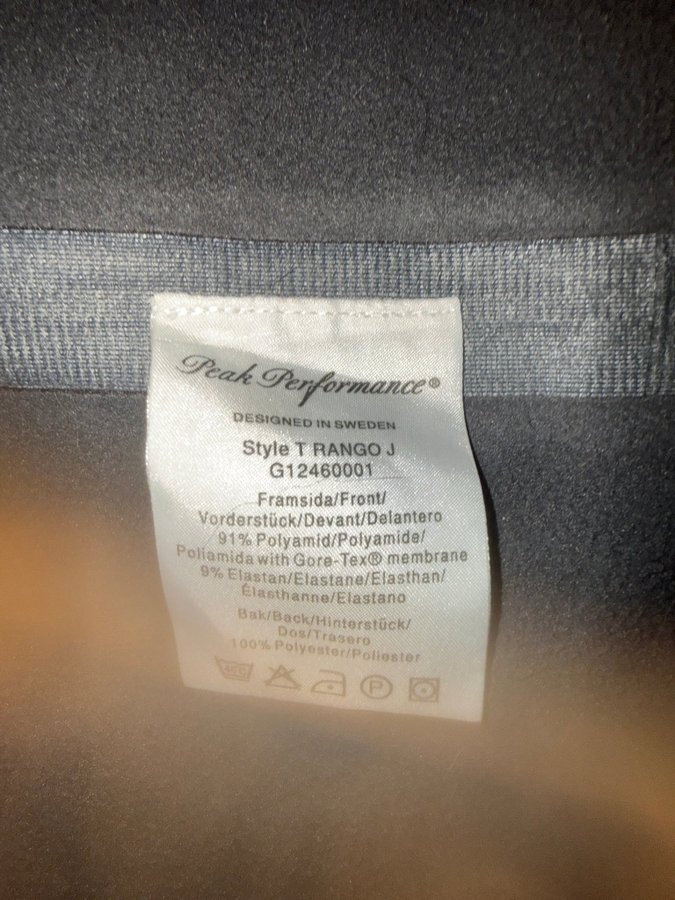 Peak Performance®
DESIGNED IN SWEDEN
Style T RANGO J
G12460001
Framsida/Front/
Vorderstück/Devant/Delantero
91% Polyamid/Polyamide/
Poliamida with Gore-Tex® membrane
9% Elastan/Elastane/Elasthan/
Élasthanne/Elastano
Bak/Back/Hinterstück/
Dos/Trasero
100% Polyester/Poliester
P